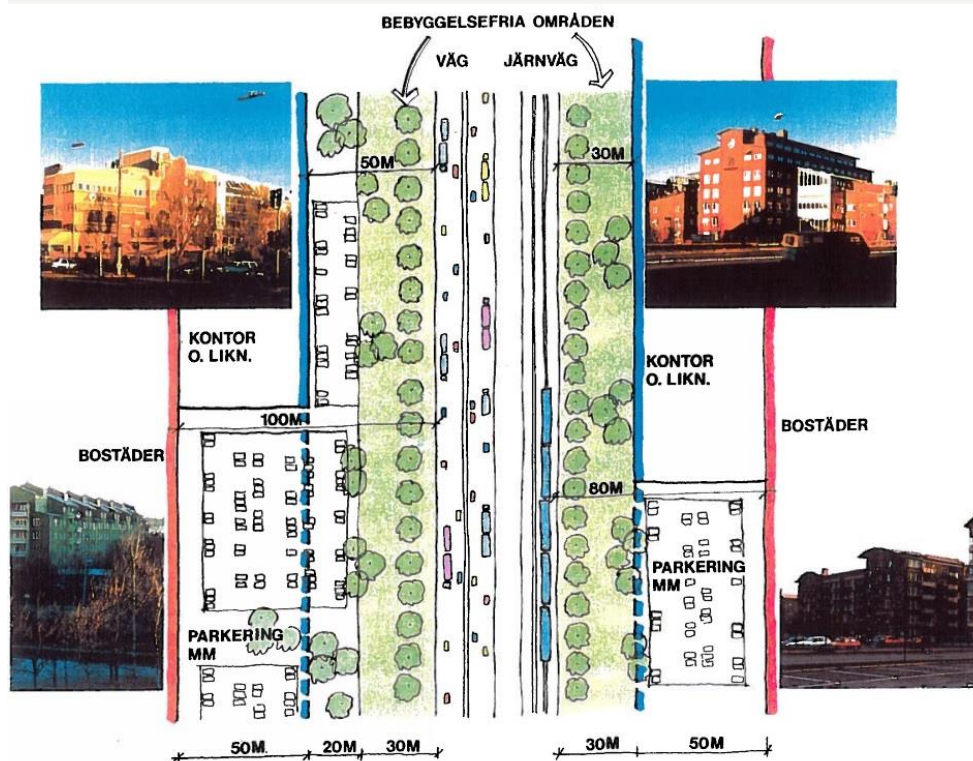 BEBYGGELSEFRIA OMRÅDEN
VÄG
JÄRNVÄG
50M
30M
KONTOR
O. LIKN.
KONTOR
O. LIKN.
100M
BOSTÄDER
BOSTÄDER
80M
PARKERING
MM
PARKERING
MM
50M.
20M
30M
30M
50M